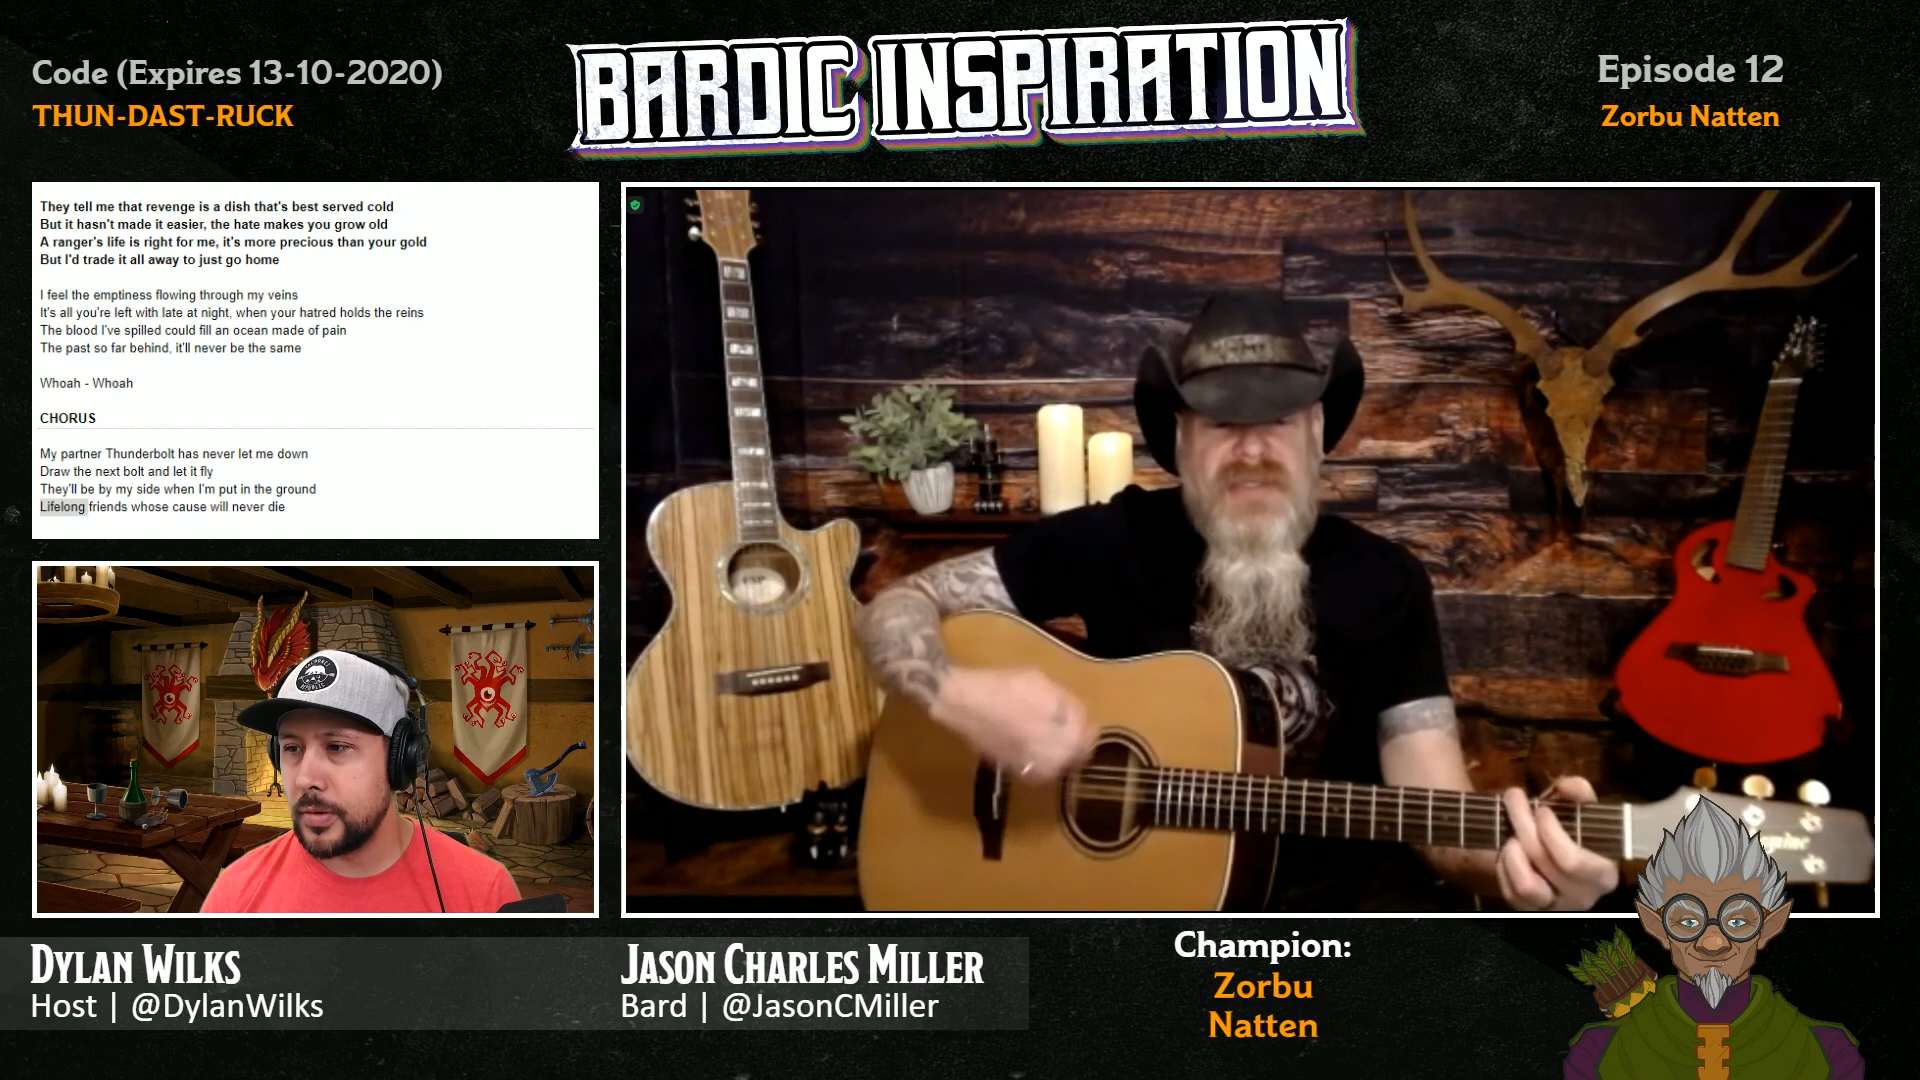 Code (Expires 13-10-2020)
THUN-DAST-RUCK
BARDIC INSPIRATION
Episode 12
Zorbu Natten
They tell me that revenge is a dish that's best served cold
But it hasn't made it easier, the hate makes you grow old
A ranger's life is right for me, it's more precious than your gold
But I'd trade it all away to just go home
I feel the emptiness flowing through my veins
It's all you're left with late at night, when your hatred holds the reins
The blood I've spilled could fill an ocean made of pain
The past so far behind, it'll never be the same
Whoah - Whoah
CHORUS
My partner Thunderbolt has never let me down
Draw the next bolt and let it fly
They'll be by my side when I'm put in the ground
Lifelong friends whose cause will never die
DYLAN WILKS
Host | @DylanWilks
JASON CHARLES MILLER
Bard | @JasonCMiller
Champion:
Zorbu
Natten